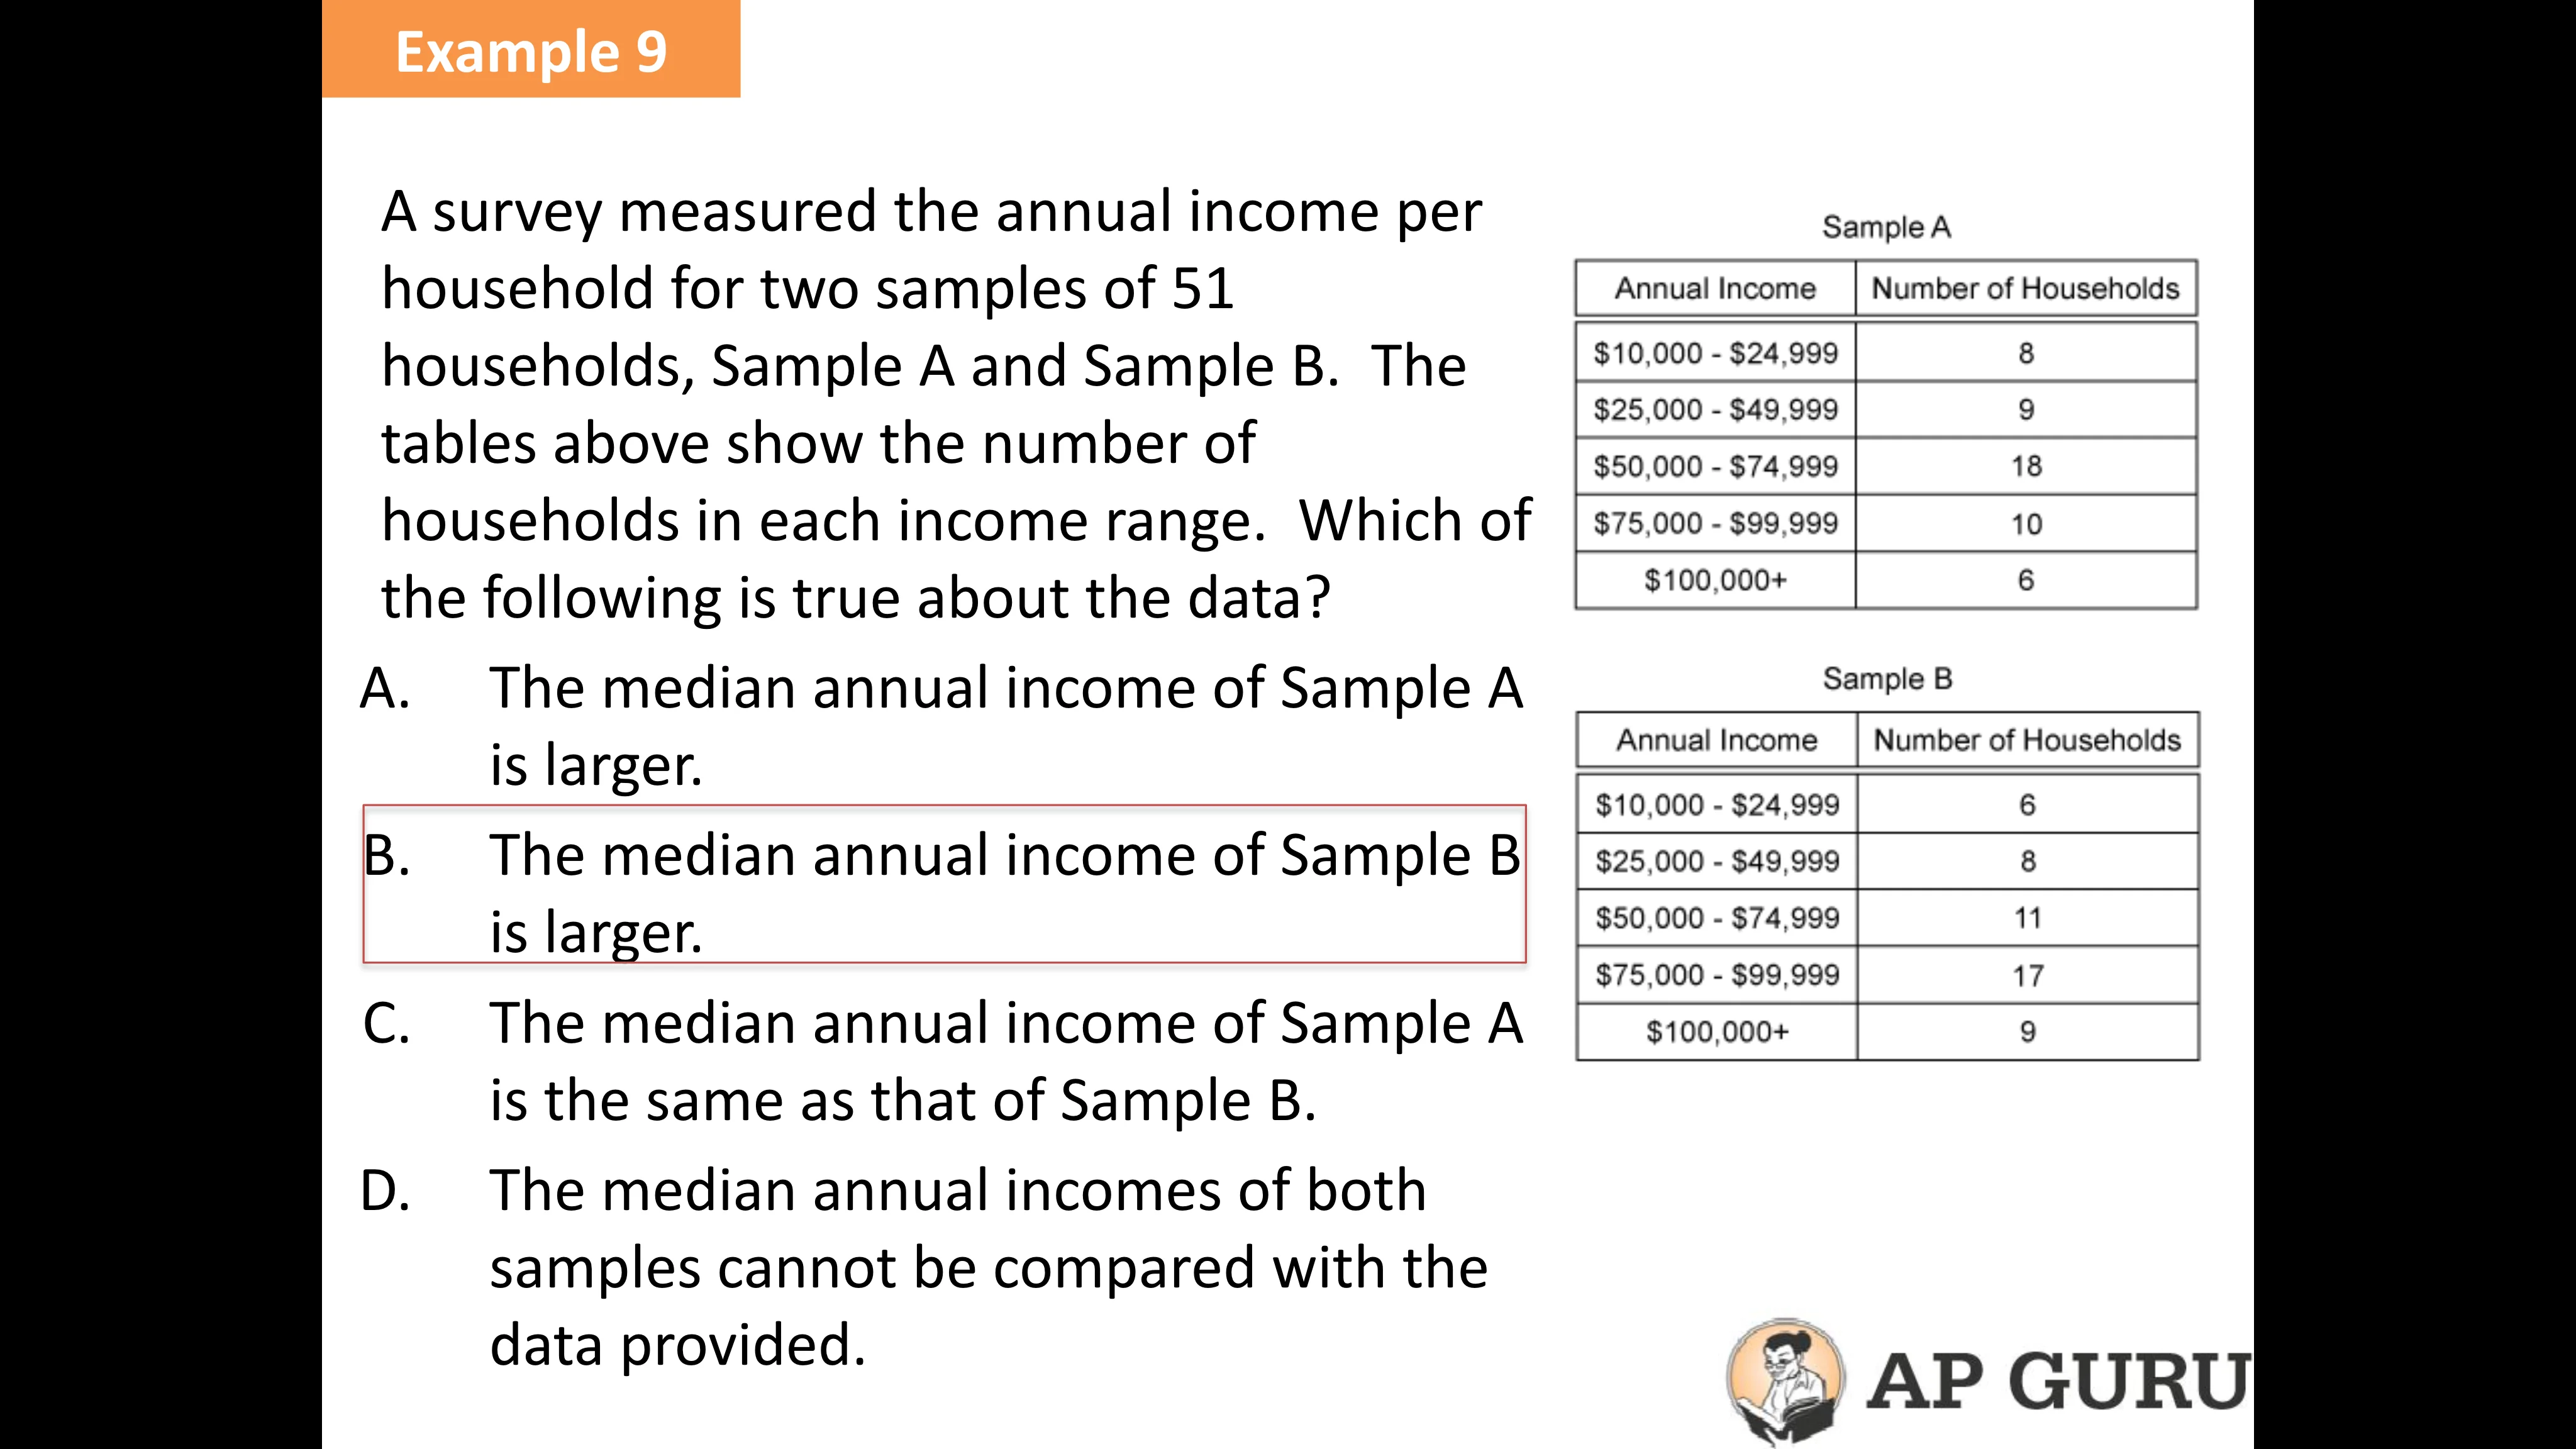 Example 9
A survey measured the annual income per
household for two samples of 51
households, Sample A and Sample B.  The
tables above show the number of
households in each income range.  Which of
the following is true about the data?
A. The median annual income of Sample A
is larger.
B. The median annual income of Sample B
is larger.
C. The median annual income of Sample A
is the same as that of Sample B.
D. The median annual incomes of both
samples cannot be compared with the
data provided.
Sample A
Annual Income Number of Households
$10,000 - $24,999 8
$25,000 - $49,999 9
$50,000 - $74,999 18
$75,000 - $99,999 10
$100,000+ 6
Sample B
Annual Income Number of Households
$10,000 - $24,999 6
$25,000 - $49,999 8
$50,000 - $74,999 11
$75,000 - $99,999 17
$100,000+ 9
AP GURU